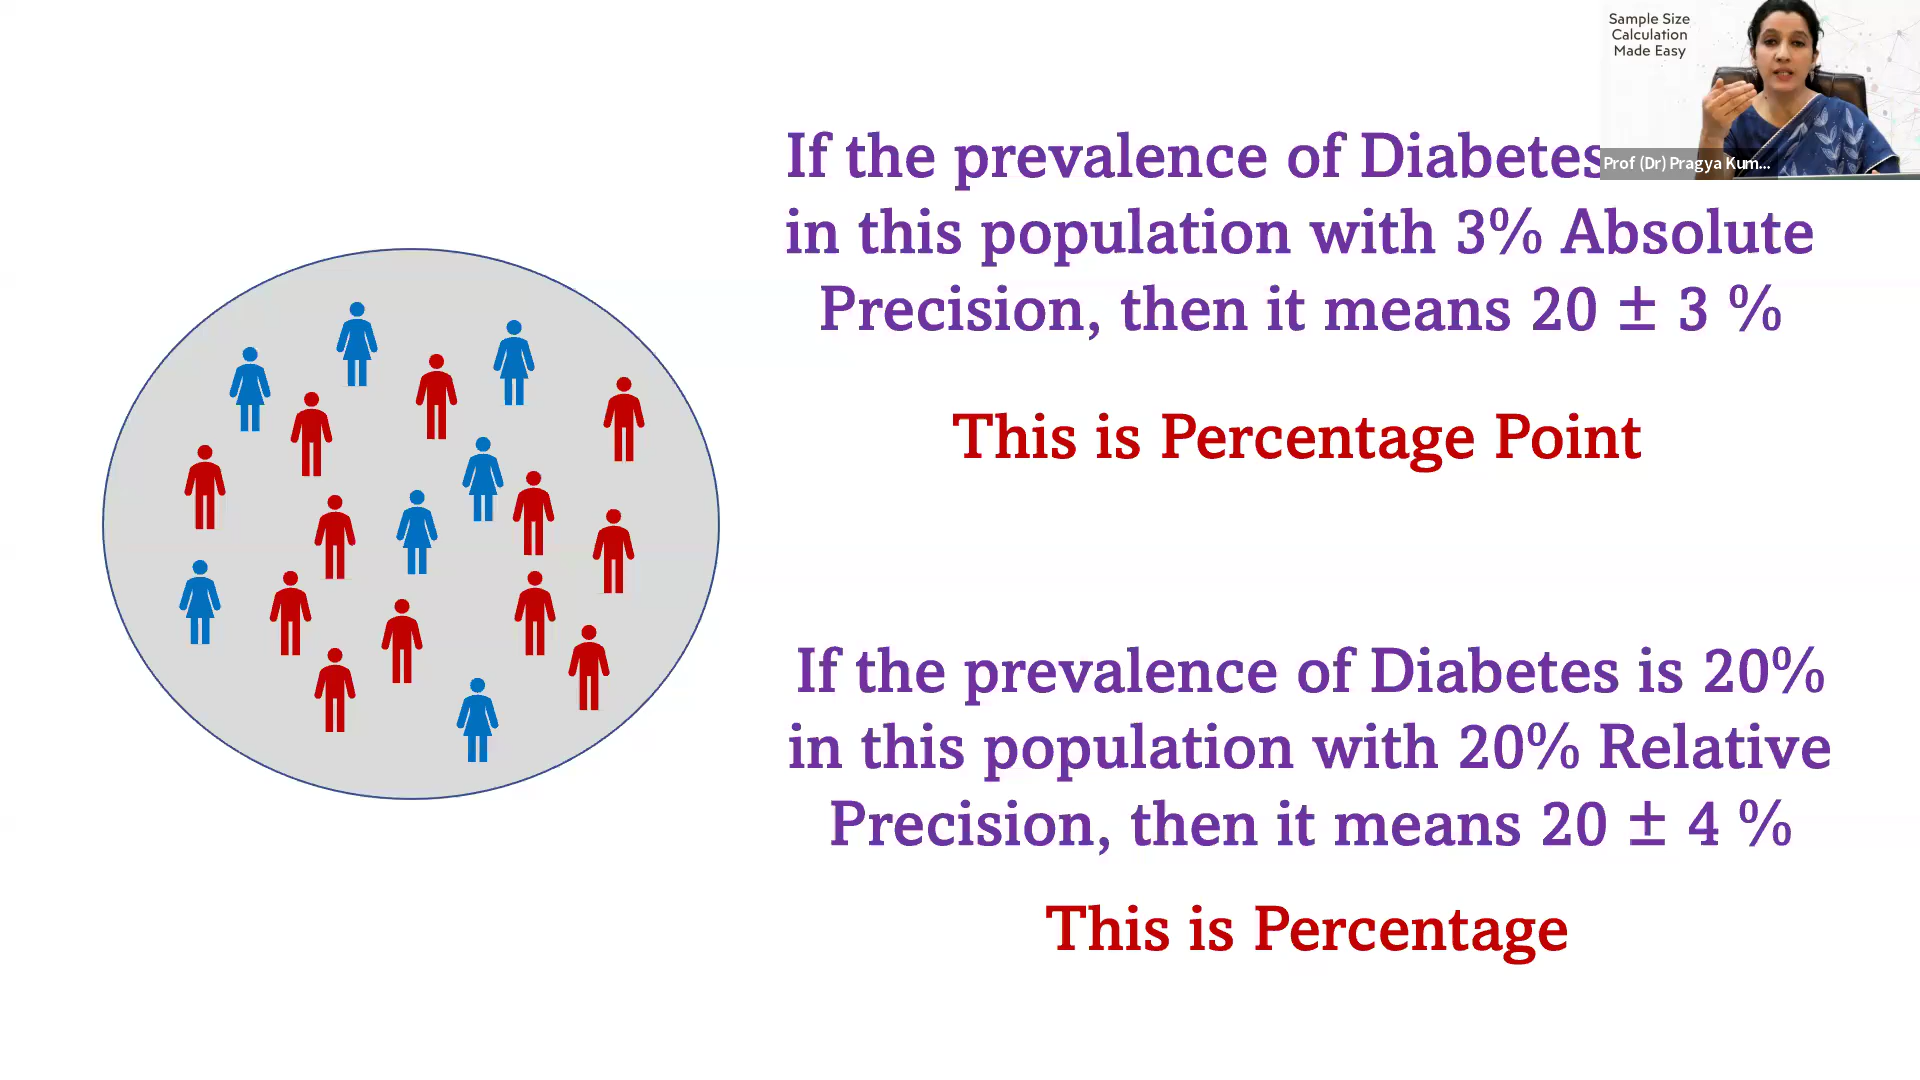 Sample Size
Calculation
Made Easy
Prof (Dr) Pragya Kum...
If the prevalence of Diabetes
in this population with 3% Absolute
Precision, then it means 20 ± 3 %
This is Percentage Point
If the prevalence of Diabetes is 20%
in this population with 20% Relative
Precision, then it means 20 ± 4 %
This is Percentage